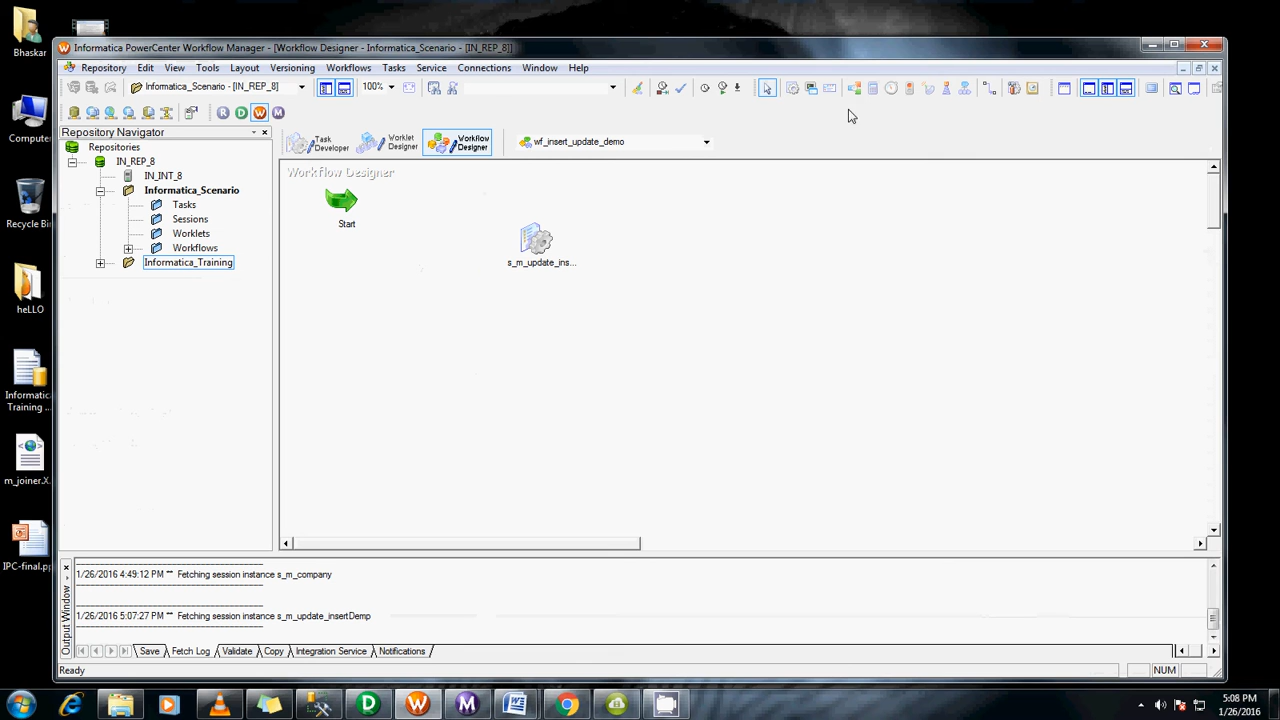 Bhaskar
Computer
Recycle Bin
heLLO
Informatica
Training ...
m_joiner.X...
IPC-final.pp
Informatica PowerCenter Workflow Manager - [Workflow Designer - Informatica_Scenario - [IN_REP_8]]
Repository Edit View Tools Layout Versioning Workflows Tasks Service Connections Window Help
Informatica_Scenario - [IN_REP_8] 100%
R D W M
Repository Navigator
Repositories
IN_REP_8
IN_INT_8
Informatica_Scenario
Tasks
Sessions
Worklets
Workflows
Informatica_Training
Task Developer
Worklet Designer
Workflow Designer
wf_insert_update_demo
Workflow Designer
Start
s_m_update_ins...
Output Window
1/26/2016 4:49:12 PM ** Fetching session instance s_m_company
1/26/2016 5:07:27 PM ** Fetching session instance s_m_update_insertDemp
Save Fetch Log Validate Copy Integration Service Notifications
Ready
NUM
5:08 PM
1/26/2016